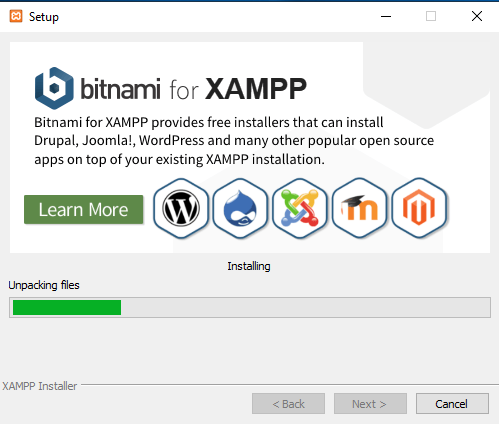 Setup
bitnami for XAMPP
Bitnami for XAMPP provides free installers that can install
Drupal, Joomla!, WordPress and many other popular open source
apps on top of your existing XAMPP installation.
Learn More
Installing
Unpacking files
XAMPP Installer
< Back
Next >
Cancel